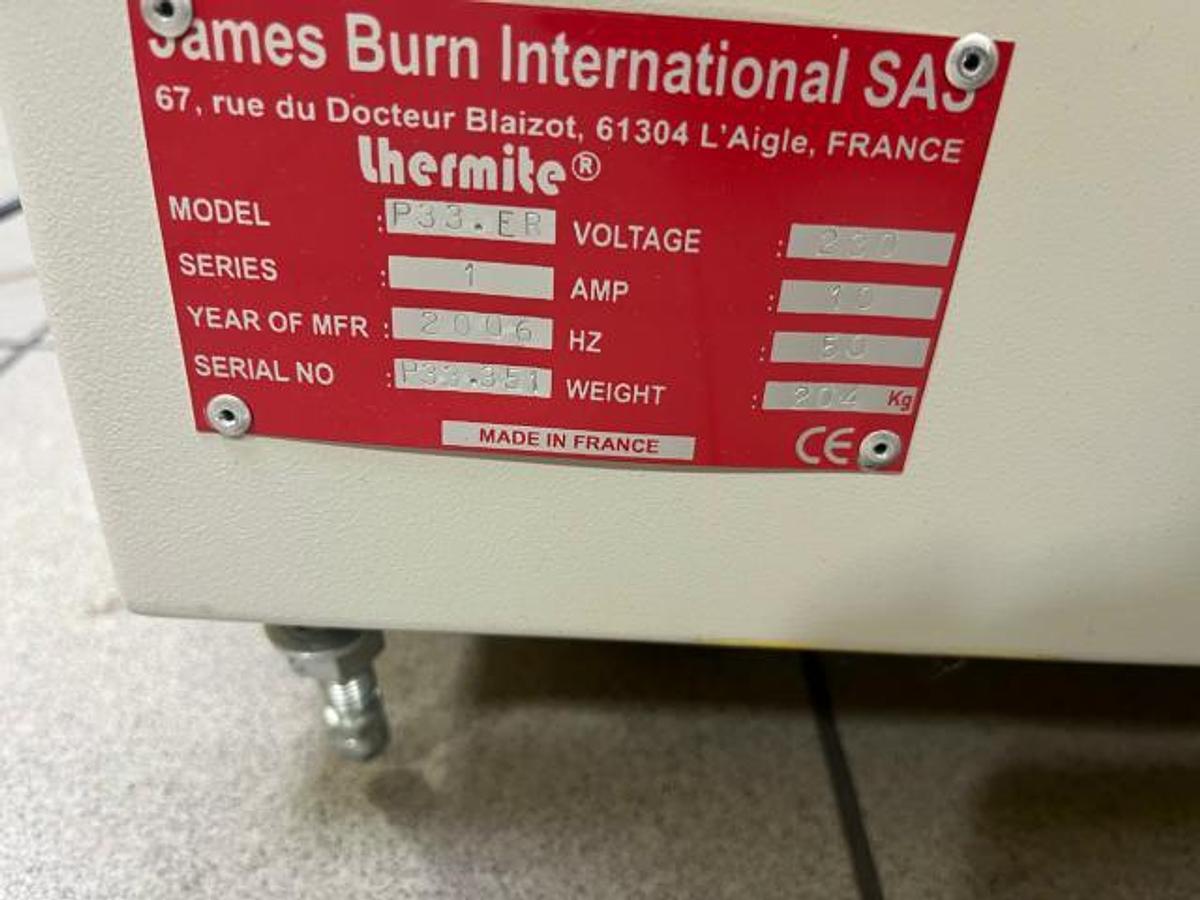 James Burn International SAS
67, rue du Docteur Blaizot, 61304 L'Aigle, FRANCE
lhermite®
MODEL : P33.ER VOLTAGE : 230
SERIES : 1 AMP : 10
YEAR OF MFR : 2006 HZ : 50
SERIAL NO : P33.351 WEIGHT : 204 Kg
MADE IN FRANCE CE